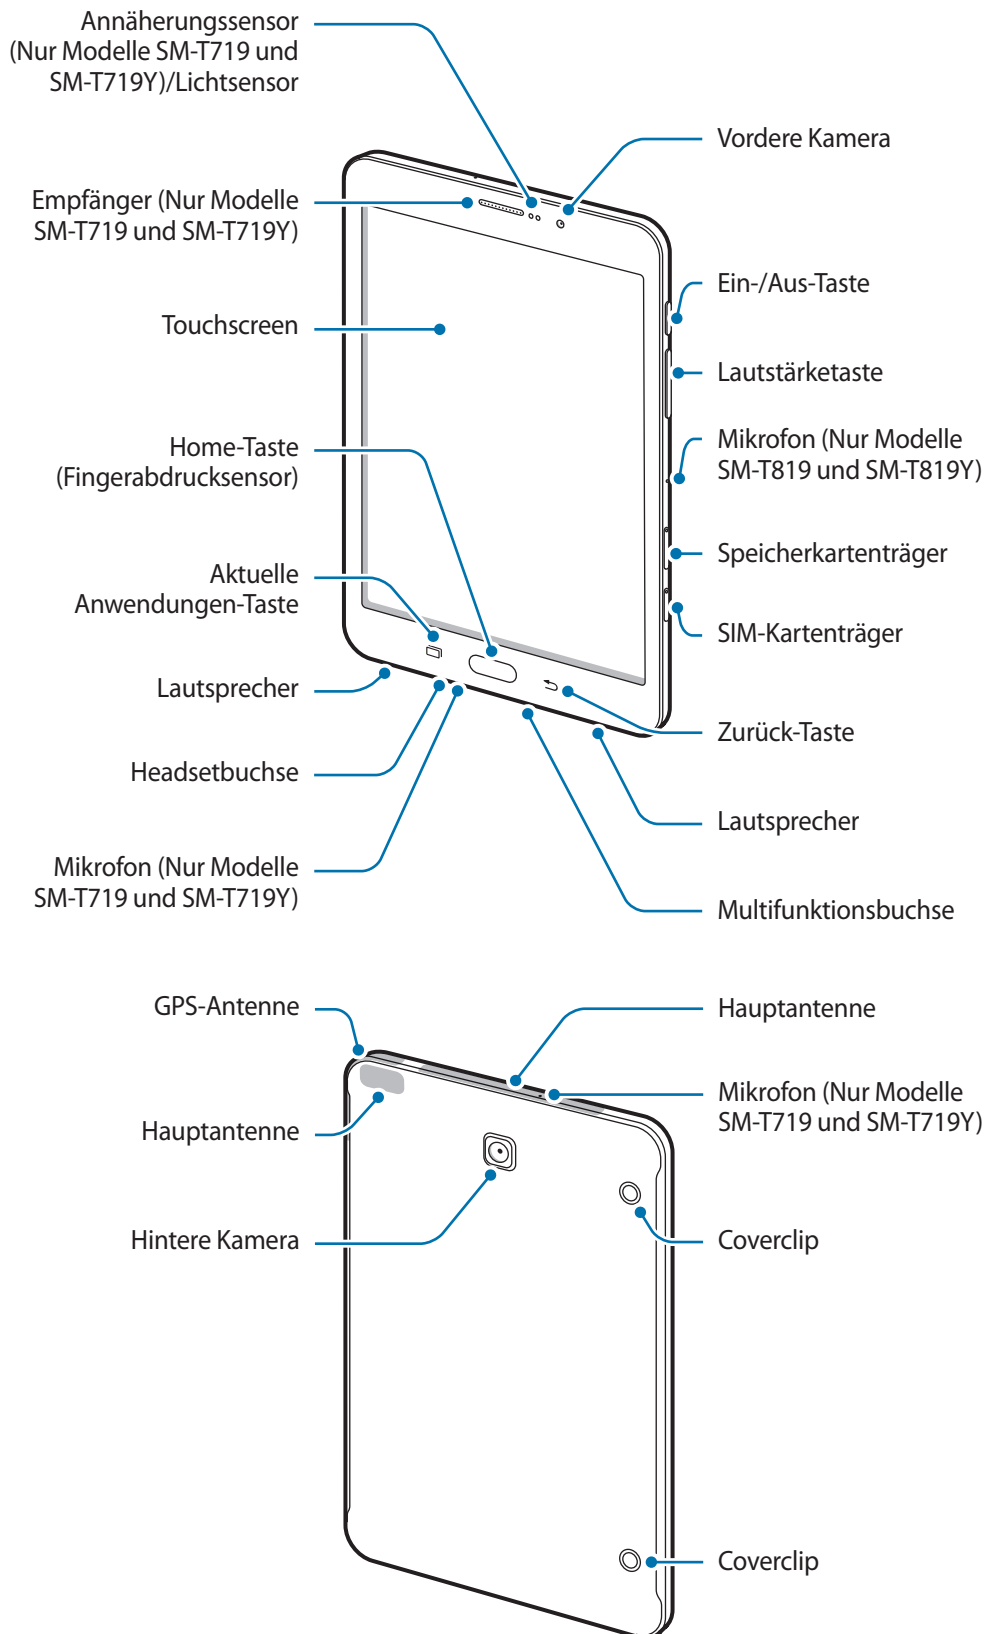 Annäherungssensor
(Nur Modelle SM-T719 und
SM-T719Y)/Lichtsensor
Vordere Kamera
Empfänger (Nur Modelle
SM-T719 und SM-T719Y)
Ein-/Aus-Taste
Touchscreen
Lautstärketaste
Home-Taste
(Fingerabdrucksensor)
Mikrofon (Nur Modelle
SM-T819 und SM-T819Y)
Speicherkartenträger
Aktuelle
Anwendungen-Taste
SIM-Kartenträger
Lautsprecher
Zurück-Taste
Headsetbuchse
Lautsprecher
Mikrofon (Nur Modelle
SM-T719 und SM-T719Y)
Multifunktionsbuchse
GPS-Antenne
Hauptantenne
Mikrofon (Nur Modelle
SM-T719 und SM-T719Y)
Hauptantenne
Hintere Kamera
Coverclip
Coverclip